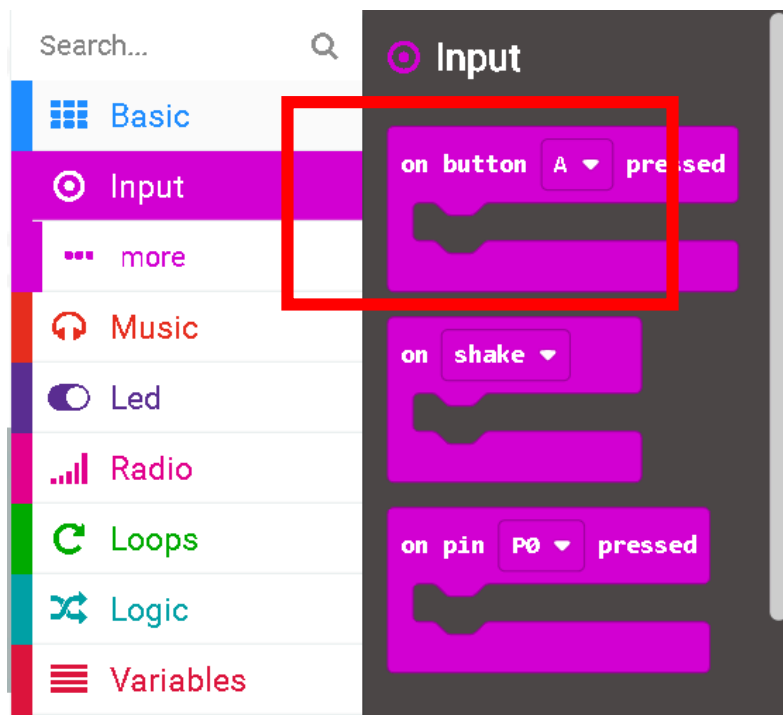 Search...
Basic
Input
more
Music
Led
Radio
Loops
Logic
Variables
Input
on button A pressed
on shake
on pin P0 pressed